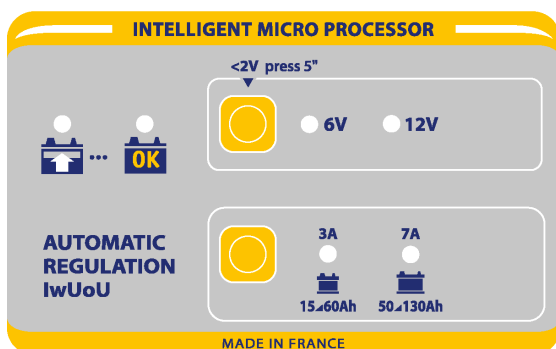 INTELLIGENT MICRO PROCESSOR
<2V press 5"
6V
12V
... OK
AUTOMATIC
REGULATION
IwUoU
3A
7A
15⊿60Ah
50⊿130Ah
MADE IN FRANCE